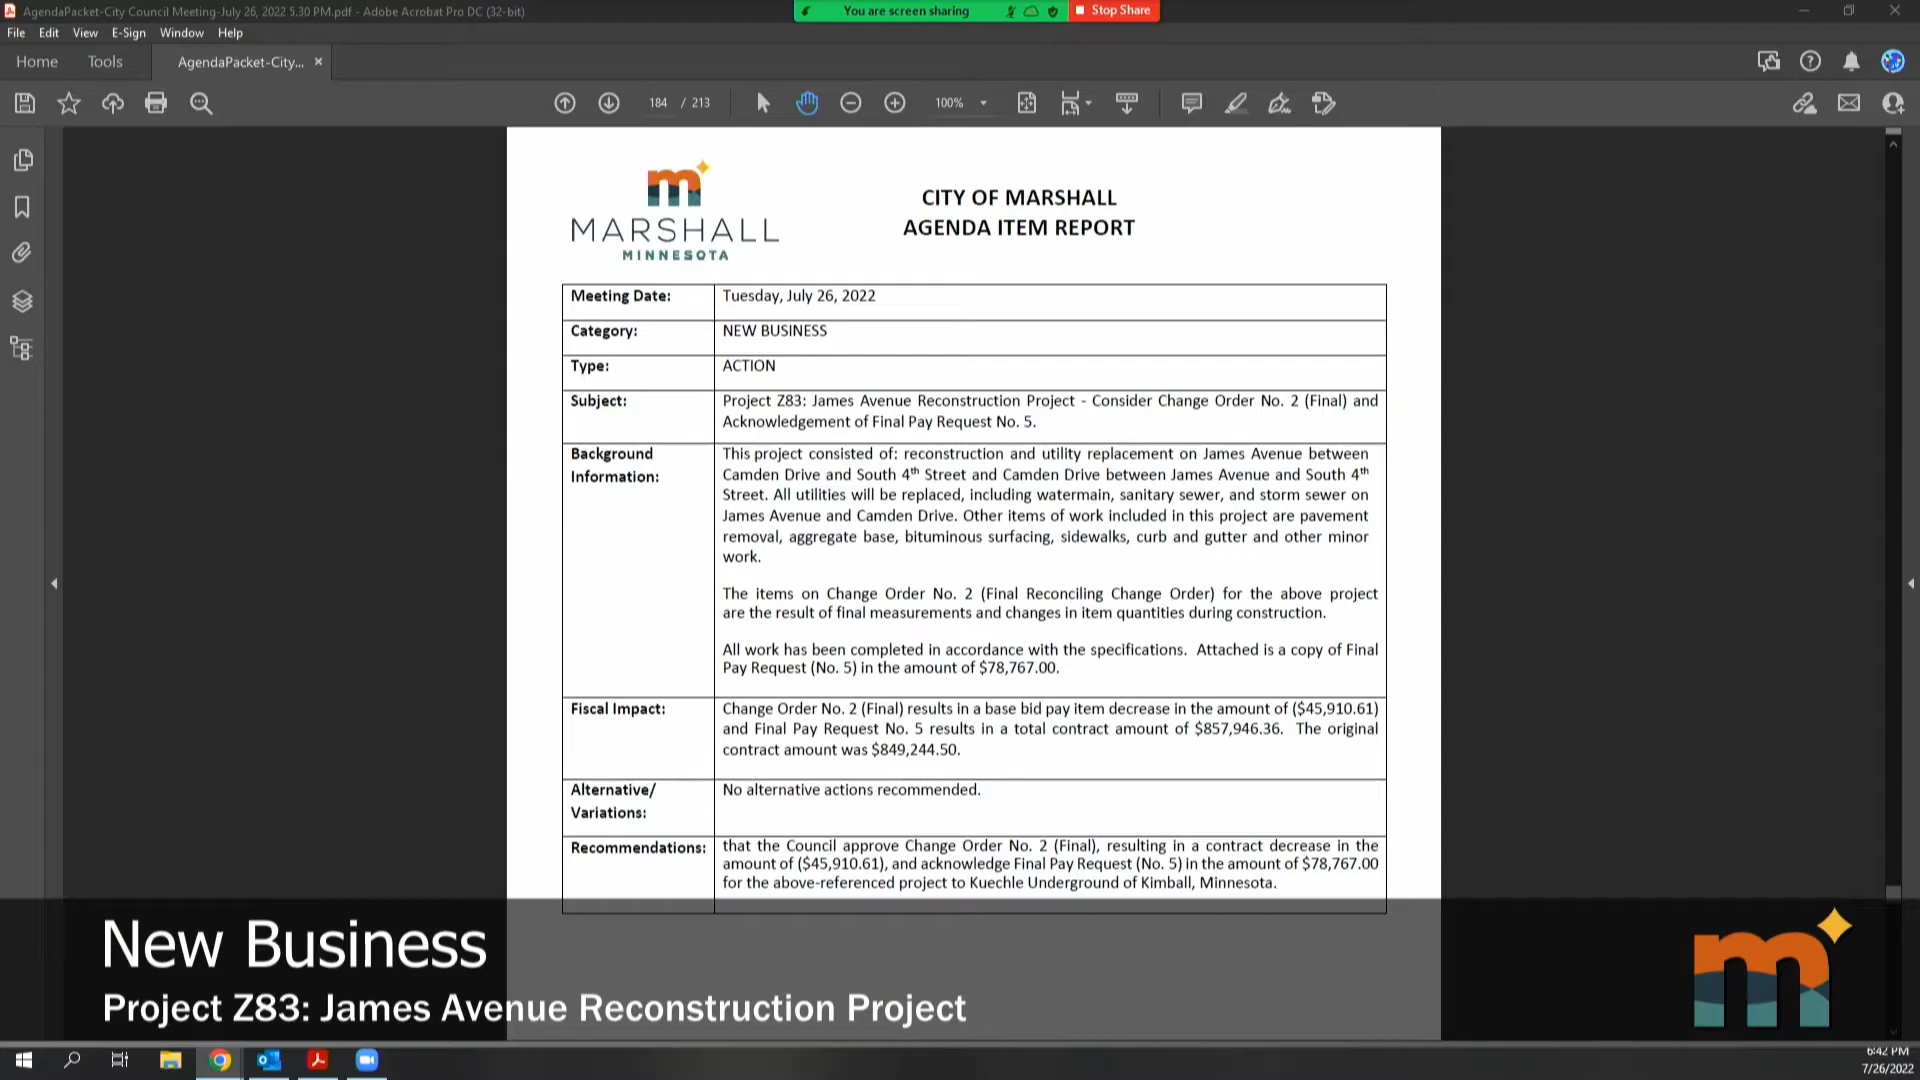 AgendaPacket-City Council Meeting-July 26, 2022 5.30 PM.pdf - Adobe Acrobat Pro DC (32-bit)
You are screen sharing
Stop Share
File Edit View E-Sign Window Help
Home Tools AgendaPacket-City... ×
184 / 213
100%
MARSHALL
MINNESOTA
CITY OF MARSHALL
AGENDA ITEM REPORT
Meeting Date: Tuesday, July 26, 2022
Category: NEW BUSINESS
Type: ACTION
Subject: Project Z83: James Avenue Reconstruction Project - Consider Change Order No. 2 (Final) and
Acknowledgement of Final Pay Request No. 5.
Background Information:
This project consisted of: reconstruction and utility replacement on James Avenue between
Camden Drive and South 4th Street and Camden Drive between James Avenue and South 4th
Street. All utilities will be replaced, including watermain, sanitary sewer, and storm sewer on
James Avenue and Camden Drive. Other items of work included in this project are pavement
removal, aggregate base, bituminous surfacing, sidewalks, curb and gutter and other minor
work.
The items on Change Order No. 2 (Final Reconciling Change Order) for the above project
are the result of final measurements and changes in item quantities during construction.
All work has been completed in accordance with the specifications. Attached is a copy of Final
Pay Request (No. 5) in the amount of $78,767.00.
Fiscal Impact: Change Order No. 2 (Final) results in a base bid pay item decrease in the amount of ($45,910.61)
and Final Pay Request No. 5 results in a total contract amount of $857,946.36. The original
contract amount was $849,244.50.
Alternative/ Variations:
No alternative actions recommended.
Recommendations: that the Council approve Change Order No. 2 (Final), resulting in a contract decrease in the
amount of ($45,910.61), and acknowledge Final Pay Request (No. 5) in the amount of $78,767.00
for the above-referenced project to Kuechle Underground of Kimball, Minnesota.
New Business
Project Z83: James Avenue Reconstruction Project
6:42 PM
7/26/2022